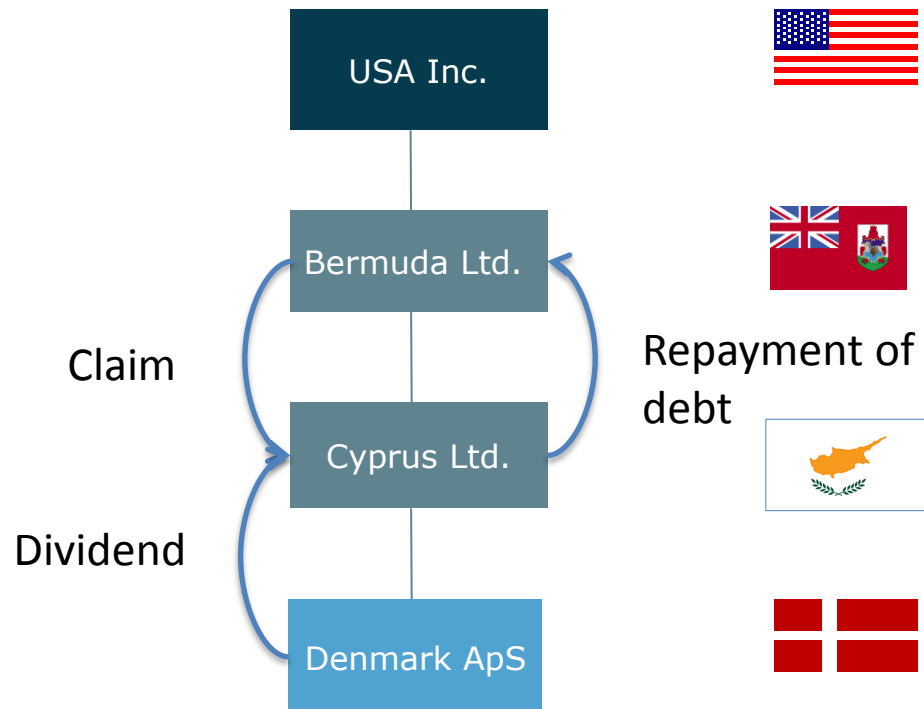 USA Inc.
Bermuda Ltd.
Claim
Repayment of
debt
Cyprus Ltd.
Dividend
Denmark ApS